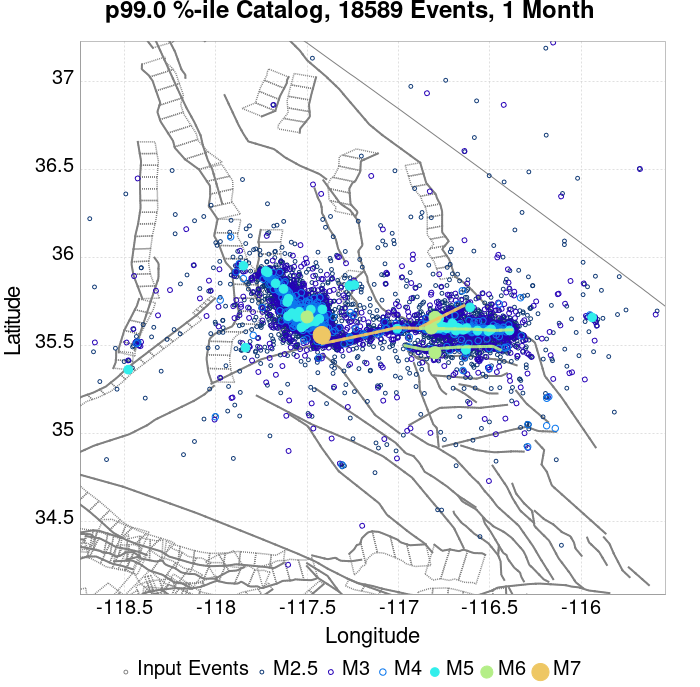 p99.0 %-ile Catalog, 18589 Events, 1 Month
37
36.5
36
35.5
35
34.5
Latitude
-118.5 -118 -117.5 -117 -116.5 -116
Longitude
Input Events M2.5 M3 M4 M5 M6 M7